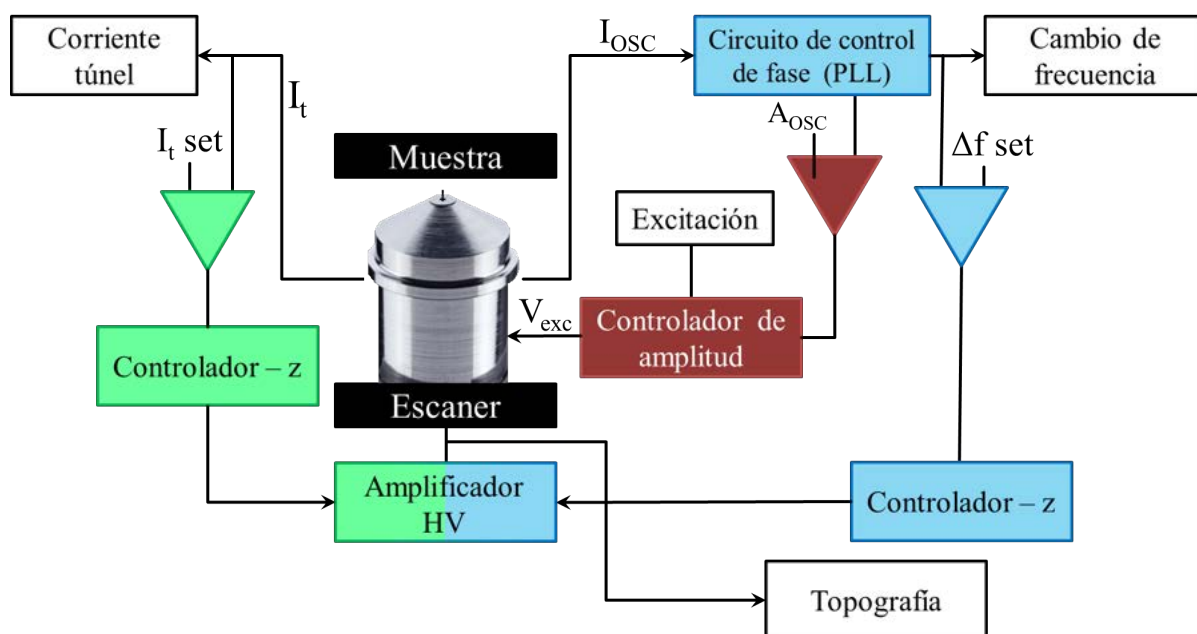 Corriente
túnel
I_t
I_OSC
Circuito de control
de fase (PLL)
Cambio de
frecuencia
I_t set
A_OSC
Δf set
Muestra
Excitación
V_exc
Controlador de
amplitud
Controlador – z
Escaner
Amplificador
HV
Controlador – z
Topografía